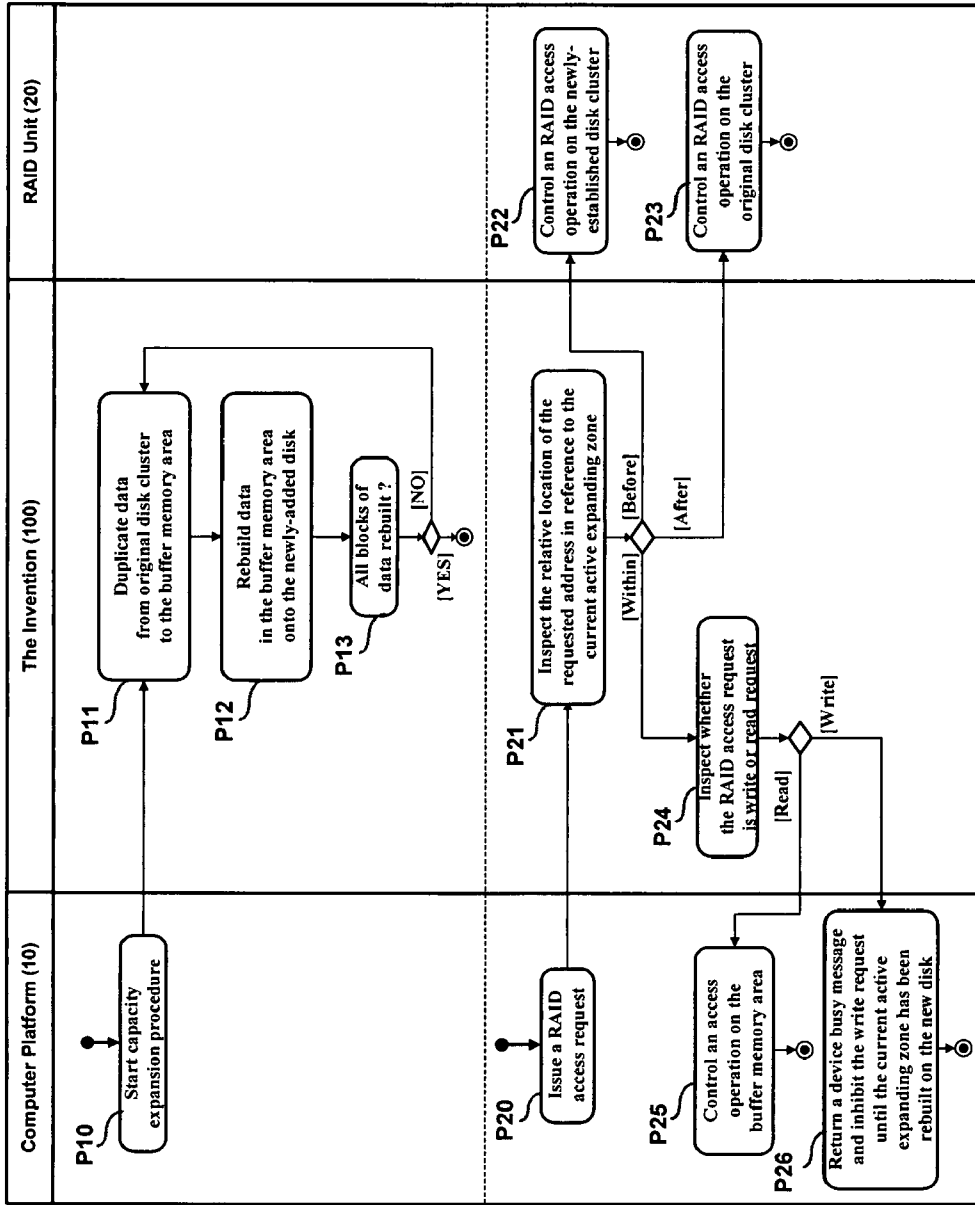 Computer Platform (10)
The Invention (100)
RAID Unit (20)
P10
Start capacity
expansion procedure
P11
Duplicate data
from original disk cluster
to the buffer memory area
P12
Rebuild data
in the buffer memory area
onto the newly-added disk
P13
All blocks of
data rebuilt ?
[NO]
[YES]
P20
Issue a RAID
access request
P21
Inspect the relative location of the
requested address in reference to the
current active expanding zone
[Within]
[Before]
[After]
P22
Control an RAID access
operation on the newly-
established disk cluster
P23
Control an RAID access
operation on the
original disk cluster
P24
Inspect whether
the RAID access request
is write or read request
[Read]
[Write]
P25
Control an access
operation on the
buffer memory area
P26
Return a device busy message
and inhibit the write request
until the current active
expanding zone has been
rebuilt on the new disk